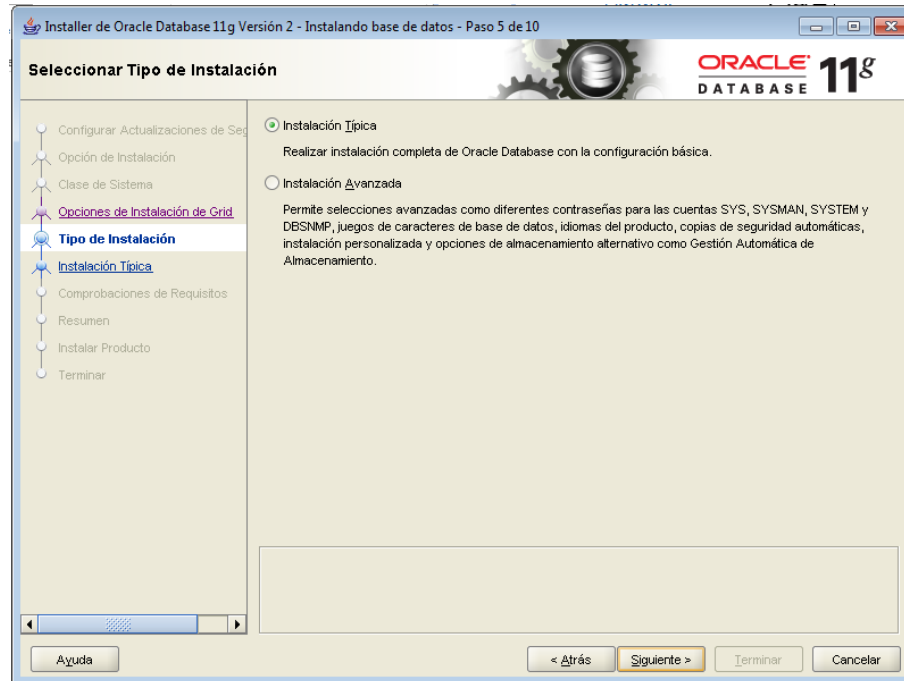 Installer de Oracle Database 11g Versión 2 - Instalando base de datos - Paso 5 de 10
Seleccionar Tipo de Instalación
ORACLE
DATABASE
11g
Configurar Actualizaciones de Seg
Opción de Instalación
Clase de Sistema
Opciones de Instalación de Grid
Tipo de Instalación
Instalación Típica
Comprobaciones de Requisitos
Resumen
Instalar Producto
Terminar
Instalación Típica
Realizar instalación completa de Oracle Database con la configuración básica.
Instalación Avanzada
Permite selecciones avanzadas como diferentes contraseñas para las cuentas SYS, SYSMAN, SYSTEM y
DBSNMP, juegos de caracteres de base de datos, idiomas del producto, copias de seguridad automáticas,
instalación personalizada y opciones de almacenamiento alternativo como Gestión Automática de
Almacenamiento.
Ayuda
< Atrás
Siguiente >
Terminar
Cancelar